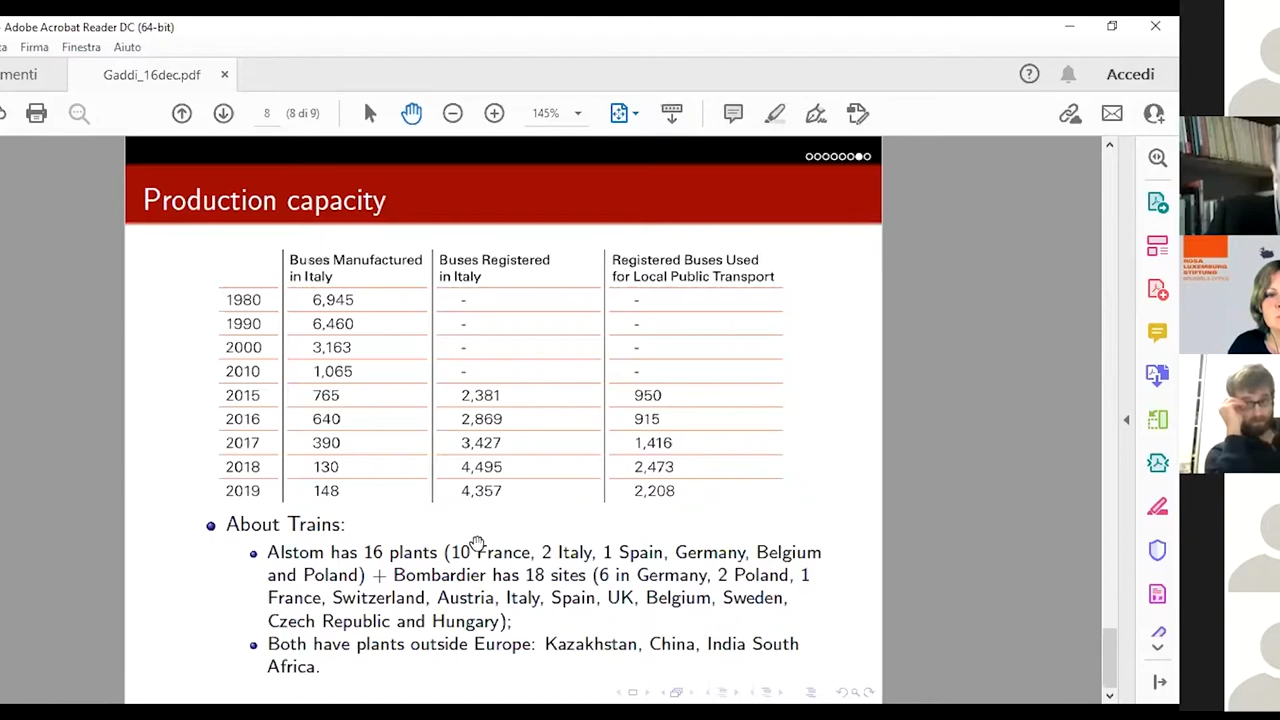 - Adobe Acrobat Reader DC (64-bit)
Firma Finestra Aiuto
menti
Gaddi_16dec.pdf ×
Accedi
8 (8 di 9)
145%
Production capacity
Buses Manufactured in Italy Buses Registered in Italy Registered Buses Used for Local Public Transport
1980 6,945 - -
1990 6,460 - -
2000 3,163 - -
2010 1,065 - -
2015 765 2,381 950
2016 640 2,869 915
2017 390 3,427 1,416
2018 130 4,495 2,473
2019 148 4,357 2,208
About Trains:
Alstom has 16 plants (10 France, 2 Italy, 1 Spain, Germany, Belgium
and Poland) + Bombardier has 18 sites (6 in Germany, 2 Poland, 1
France, Switzerland, Austria, Italy, Spain, UK, Belgium, Sweden,
Czech Republic and Hungary);
Both have plants outside Europe: Kazakhstan, China, India South
Africa.
ROSA
LUXEMBURG
STIFTUNG
BRUSSELS OFFICE